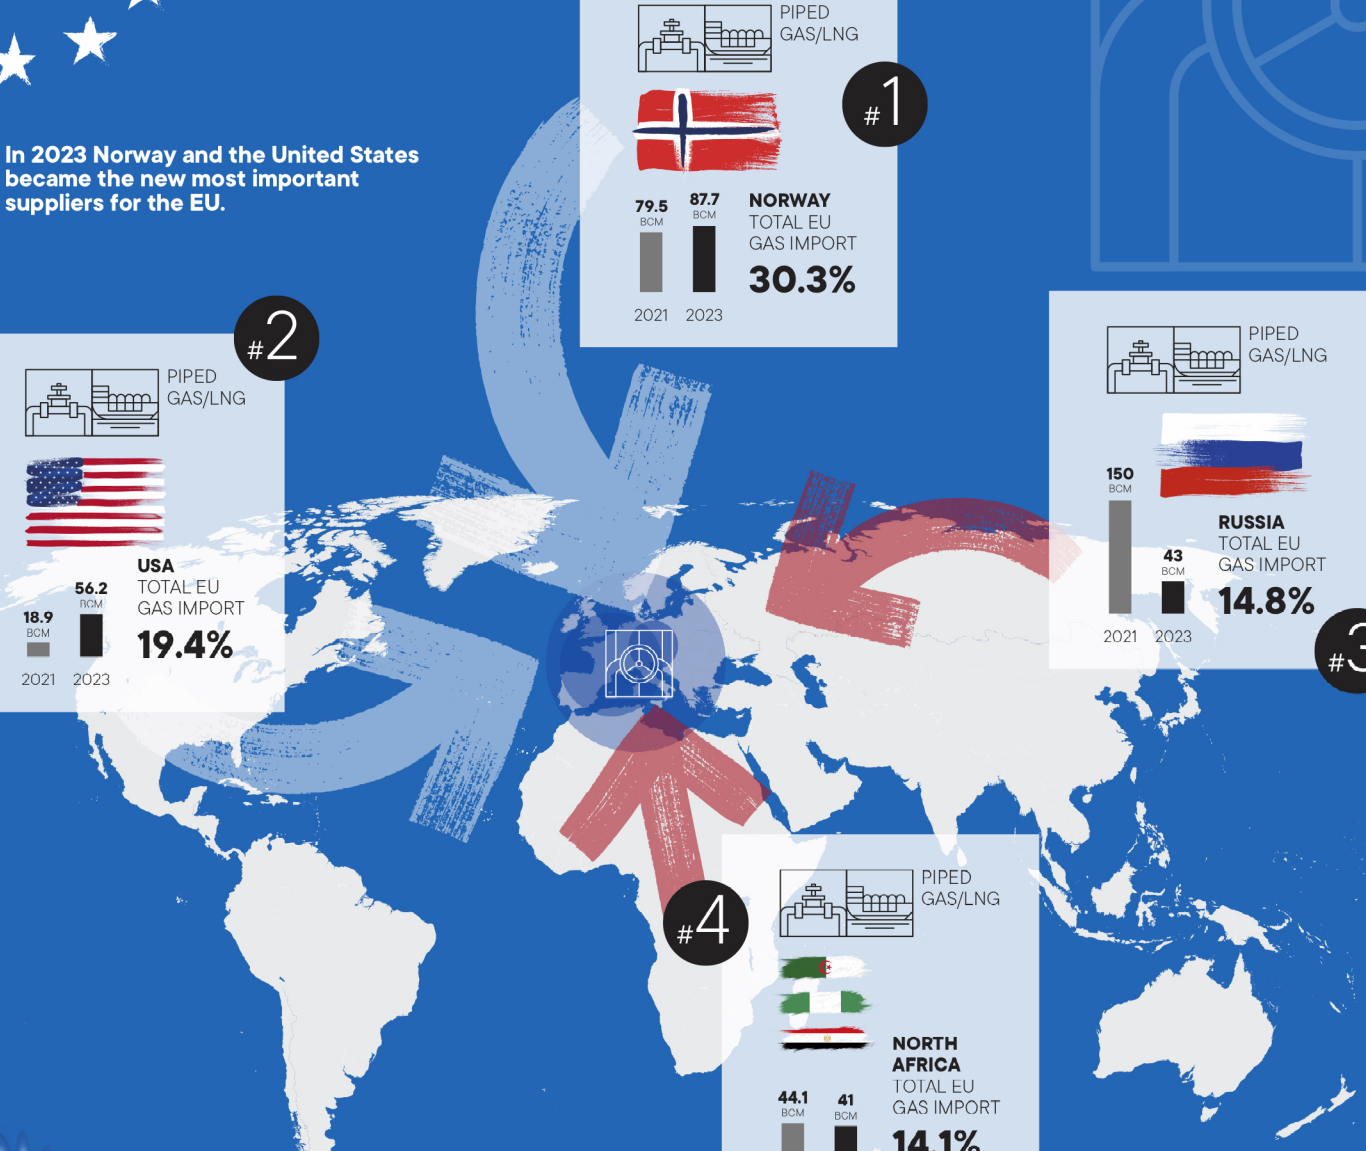 PIPED
GAS/LNG
#1
In 2023 Norway and the United States
became the new most important
suppliers for the EU.
79.5
BCM
87.7
BCM
NORWAY
TOTAL EU
GAS IMPORT
30.3%
2021
2023
#2
PIPED
GAS/LNG
USA
TOTAL EU
GAS IMPORT
19.4%
18.9
BCM
56.2
BCM
2021
2023
PIPED
GAS/LNG
150
BCM
43
BCM
RUSSIA
TOTAL EU
GAS IMPORT
14.8%
2021
2023
#3
#4
PIPED
GAS/LNG
NORTH
AFRICA
TOTAL EU
GAS IMPORT
14.1%
44.1
BCM
41
BCM